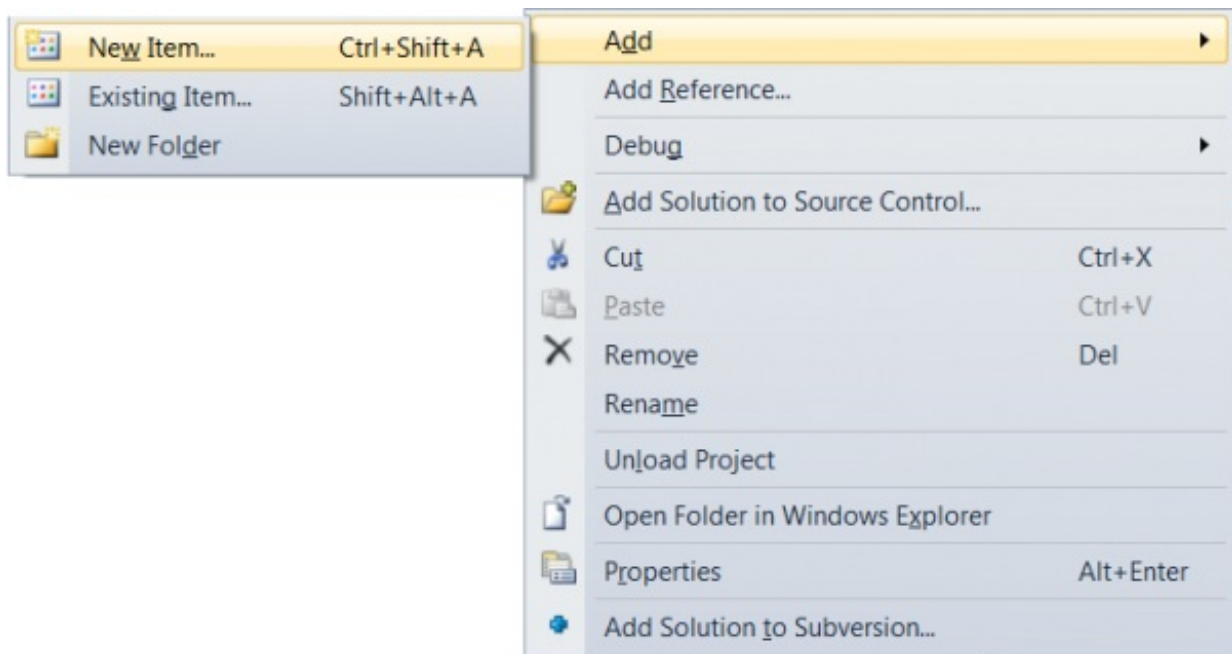 New Item... Ctrl+Shift+A
Existing Item... Shift+Alt+A
New Folder
Add
Add Reference...
Debug
Add Solution to Source Control...
Cut Ctrl+X
Paste Ctrl+V
Remove Del
Rename
Unload Project
Open Folder in Windows Explorer
Properties Alt+Enter
Add Solution to Subversion...